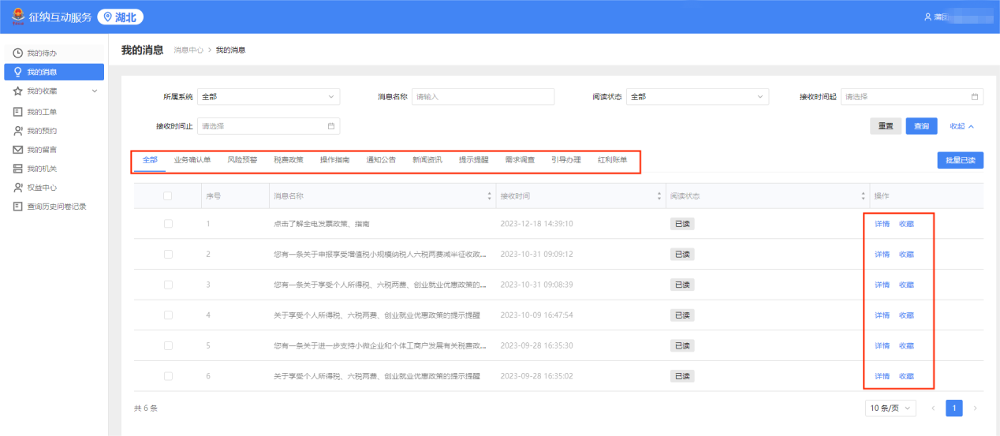 征纳互动服务 湖北 蒲团
我的待办
我的消息
我的收藏
我的工单
我的预约
我的留言
我的机关
权益中心
查询历史问卷记录
我的消息 消息中心 > 我的消息
所属系统 全部 消息名称 请输入 阅读状态 全部 接收时间起 请选择
接收时间止 请选择 重置 查询 收起
全部 业务确认单 风险预警 税费政策 操作指南 通知公告 新闻资讯 提示提醒 需求调查 引导办理 红利账单 批量已读
序号 消息名称 接收时间 阅读状态 操作
1 点击了解全电发票政策、指南 2023-12-18 14:39:10 已读 详情 收藏
2 您有一条关于申报享受增值税小规模纳税人六税两费减半征收政... 2023-10-31 09:09:12 已读 详情 收藏
3 您有一条关于享受个人所得税、六税两费、创业就业优惠政策的... 2023-10-31 09:08:39 已读 详情 收藏
4 关于享受个人所得税、六税两费、创业就业优惠政策的提示提醒 2023-10-09 16:47:54 已读 详情 收藏
5 您有一条关于进一步支持小微企业和个体工商户发展有关税费政... 2023-09-28 16:35:30 已读 详情 收藏
6 关于享受个人所得税、六税两费、创业就业优惠政策的提示提醒 2023-09-28 16:35:02 已读 详情 收藏
共 6 条 10 条/页 < 1 >